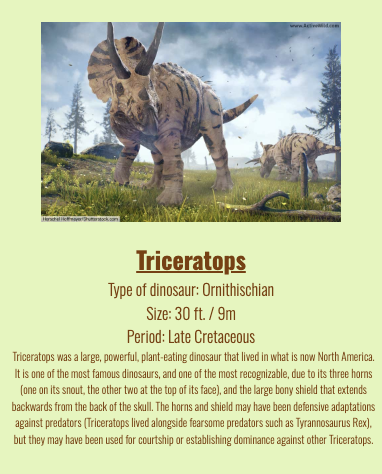 www.ActiveWild.com
Herschel Hoffmeyer/Shutterstock.com
Triceratops
Type of dinosaur: Ornithischian
Size: 30 ft. / 9m
Period: Late Cretaceous
Triceratops was a large, powerful, plant-eating dinosaur that lived in what is now North America.
It is one of the most famous dinosaurs, and one of the most recognizable, due to its three horns
(one on its snout, the other two at the top of its face), and the large bony shield that extends
backwards from the back of the skull. The horns and shield may have been defensive adaptations
against predators (Triceratops lived alongside fearsome predators such as Tyrannosaurus Rex),
but they may have been used for courtship or establishing dominance against other Triceratops.